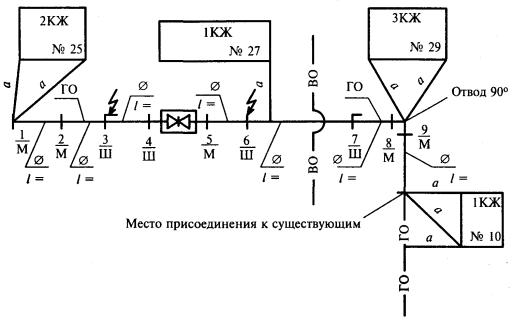 2КЖ
№ 25
1КЖ
№ 27
3КЖ
№ 29
a
a
a
a
ГО
Ø
l =
Ø
ВО
ГО
Отвод 90°
1
М
2
М
3
Ш
4
Ш
5
М
6
Ш
7
Ш
8
М
9
М
Ø
l =
Ø
l =
l =
Ø
l =
ВО
Ø
l =
a
Место присоединения к существующим
a
a
1КЖ
№ 10
ГО
ГО